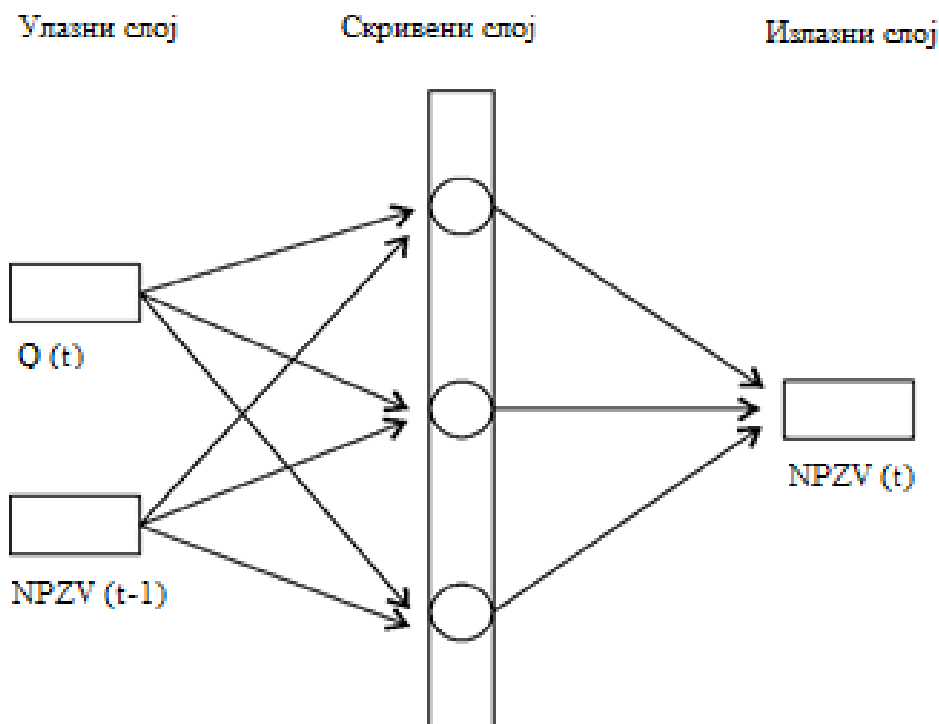 Улазни слој
Скривени слој
Излазни слој
Q (t)
NPZV (t)
NPZV (t-1)